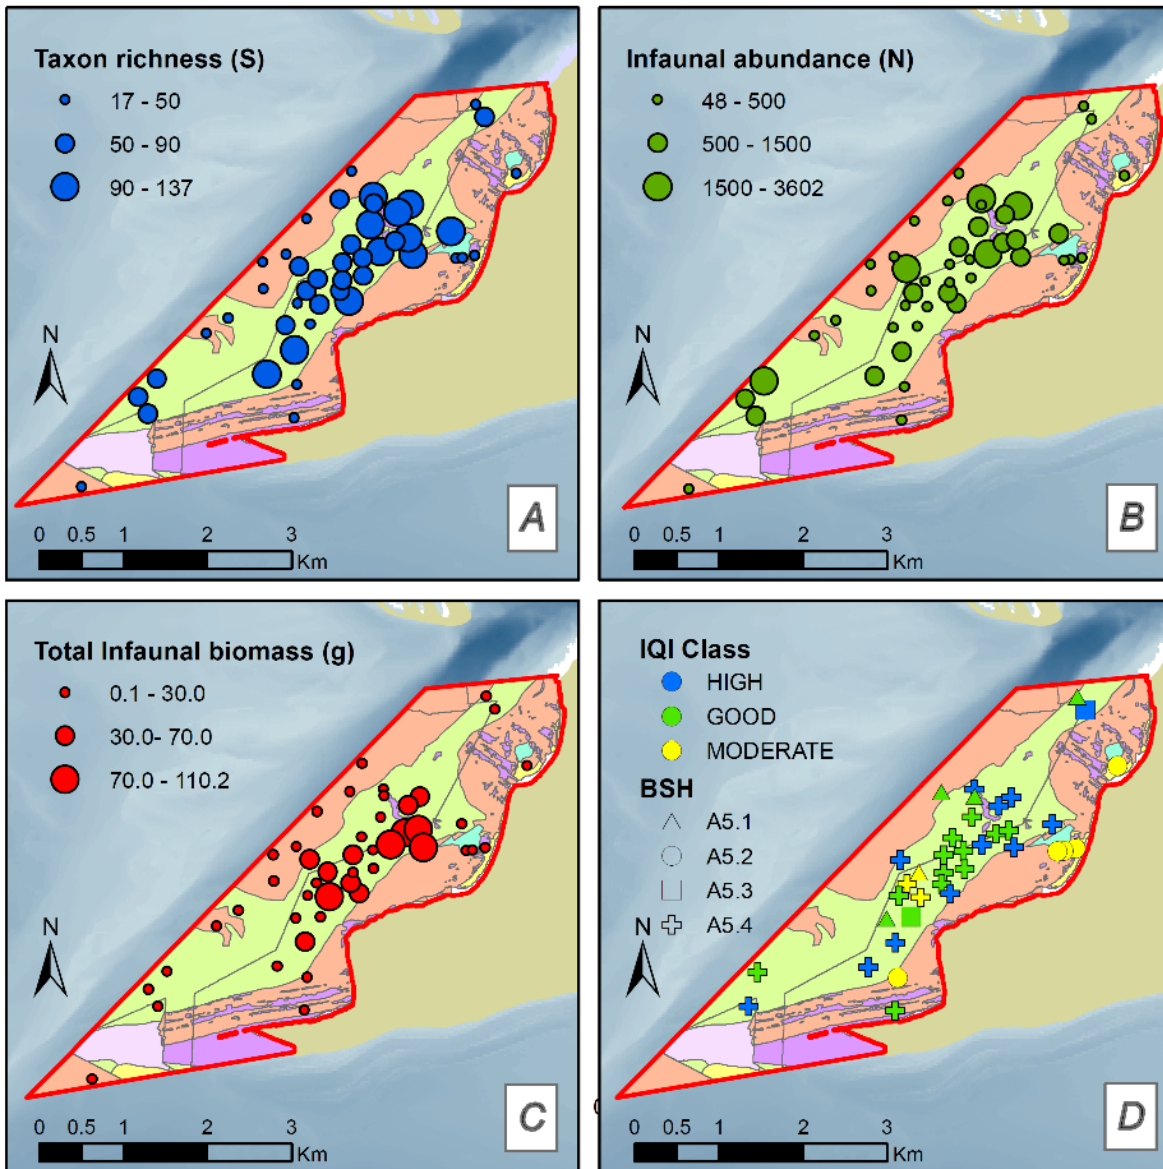 Taxon richness (S)
17 - 50
50 - 90
90 - 137
N
0 0.5 1 2 3
Km
A
Infaunal abundance (N)
48 - 500
500 - 1500
1500 - 3602
N
0 0.5 1 2 3
Km
B
Total Infaunal biomass (g)
0.1 - 30.0
30.0- 70.0
70.0 - 110.2
N
0 0.5 1 2 3
Km
C
IQI Class
HIGH
GOOD
MODERATE
BSH
A5.1
A5.2
A5.3
A5.4
N
0 0.5 1 2 3
Km
D